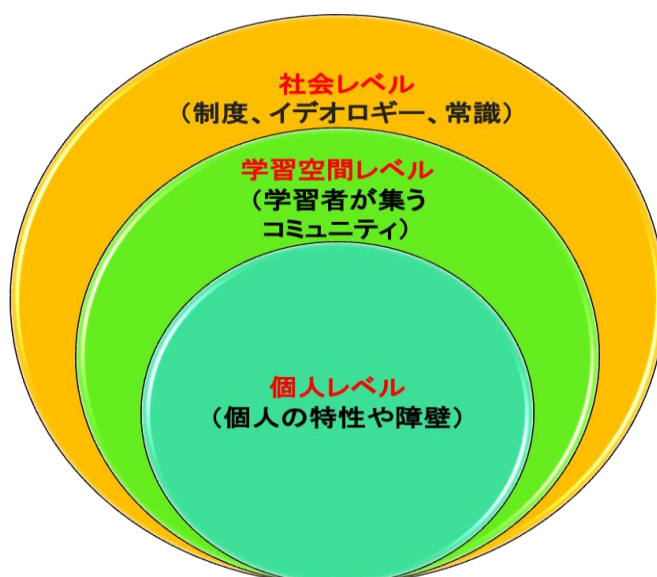 社会レベル
（制度、イデオロギー、常識）
学習空間レベル
（学習者が集う
コミュニティ）
個人レベル
（個人の特性や障壁）